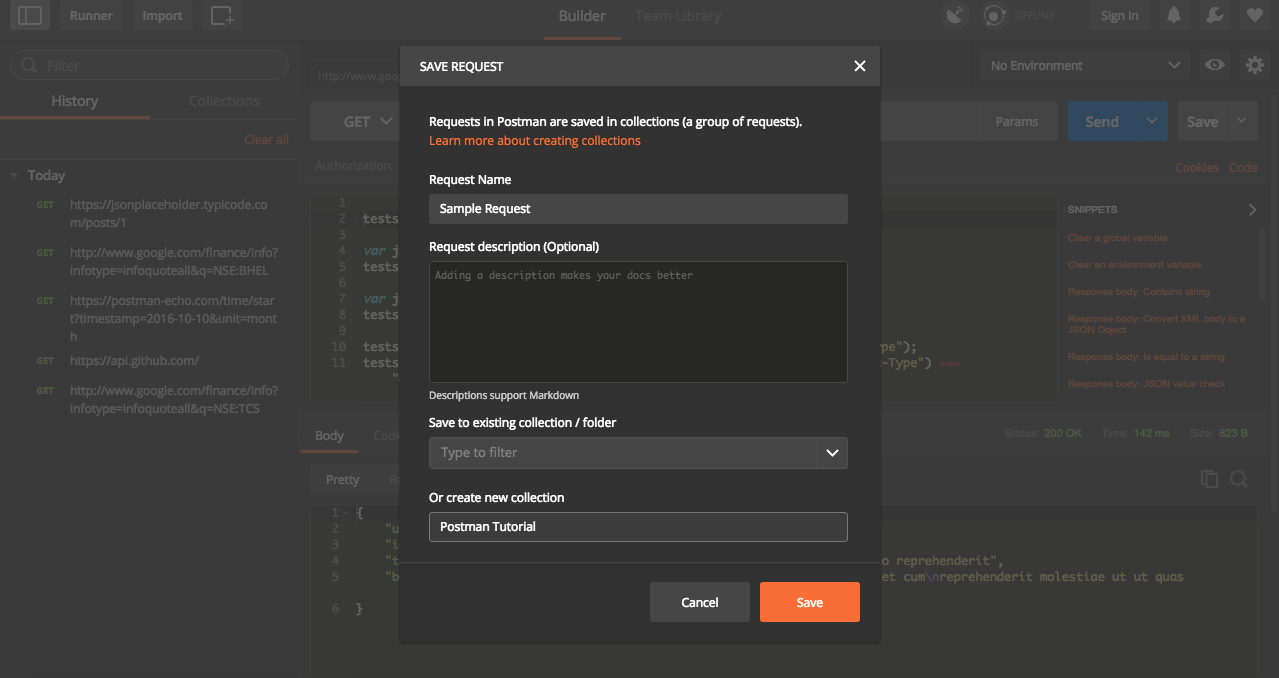 Runner
Import
Builder
Team Library
OFFLINE
Sign In
Filter
History
Collections
Clear all
Today
GET https://jsonplaceholder.typicode.co
m/posts/1
GET http://www.google.com/finance/info?
infotype=infoquoteall&q=NSE:BHEL
GET https://postman-echo.com/time/star
t?timestamp=2016-10-10&unit=mont
h
GET https://api.github.com/
GET http://www.google.com/finance/info?
infotype=infoquoteall&q=NSE:TCS
http://www.goo
No Environment
GET
Params
Send
Save
Authorization
Cookies
Code
1
2 tests
3
4 var j
5 tests
6
7 var j
8 tests
9
10 tests
pe");
11 tests
-Type") ===
"
SNIPPETS
Clear a global variable
Clear an environment variable
Response body: Contains string
Response body: Convert XML body to a
JSON Object
Response body: Is equal to a string
Response body: JSON value check
Body
Cook
Status: 200 OK
Time: 142 ms
Size: 823 B
Pretty
1 {
2 "u
3 "i
4 "t
o reprehenderit",
5 "b
et cum\nreprehenderit molestiae ut ut quas
6 }
SAVE REQUEST
Requests in Postman are saved in collections (a group of requests).
Learn more about creating collections
Request Name
Sample Request
Request description (Optional)
Adding a description makes your docs better
Descriptions support Markdown
Save to existing collection / folder
Type to filter
Or create new collection
Postman Tutorial
Cancel
Save